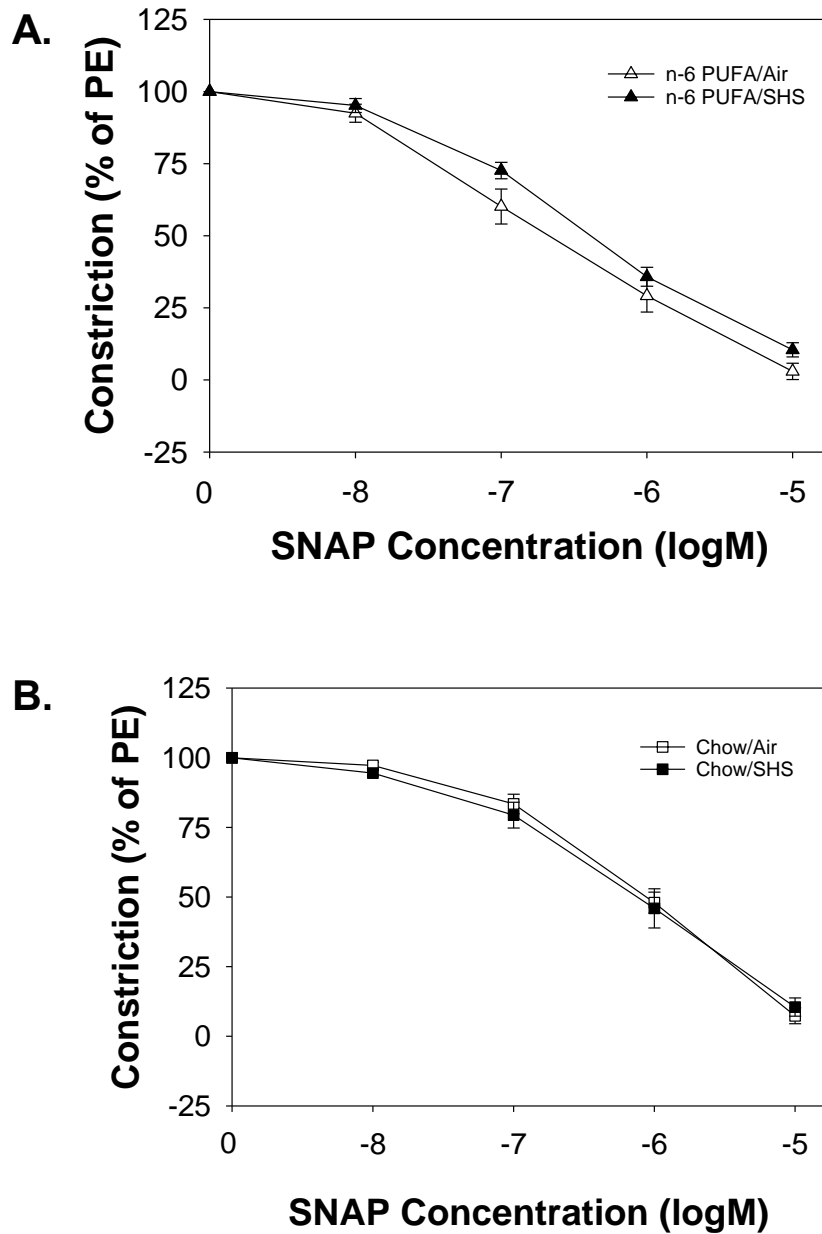 A.
Constriction (% of PE)
125
100
75
50
25
0
-25
n-6 PUFA/Air
n-6 PUFA/SHS
0 -8 -7 -6 -5
SNAP Concentration (logM)
B.
Constriction (% of PE)
125
100
75
50
25
0
-25
Chow/Air
Chow/SHS
0 -8 -7 -6 -5
SNAP Concentration (logM)